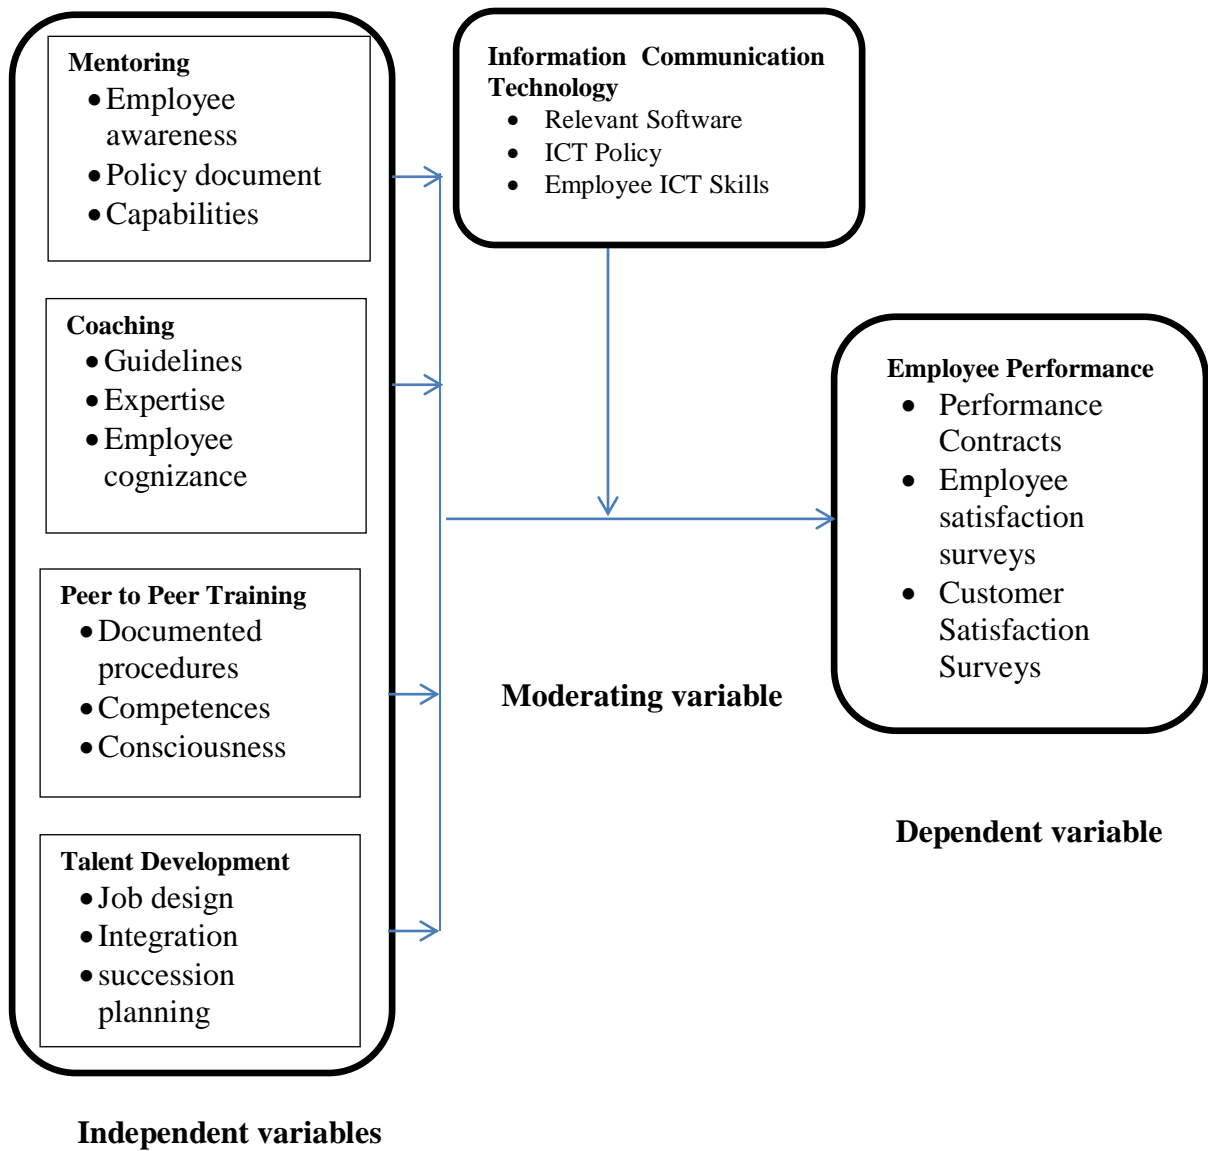 Mentoring
• Employee
awareness
• Policy document
• Capabilities
Coaching
• Guidelines
• Expertise
• Employee
cognizance
Peer to Peer Training
• Documented
procedures
• Competences
• Consciousness
Talent Development
• Job design
• Integration
• succession
planning
Independent variables
Information Communication
Technology
• Relevant Software
• ICT Policy
• Employee ICT Skills
Moderating variable
Employee Performance
• Performance
Contracts
• Employee
satisfaction
surveys
• Customer
Satisfaction
Surveys
Dependent variable